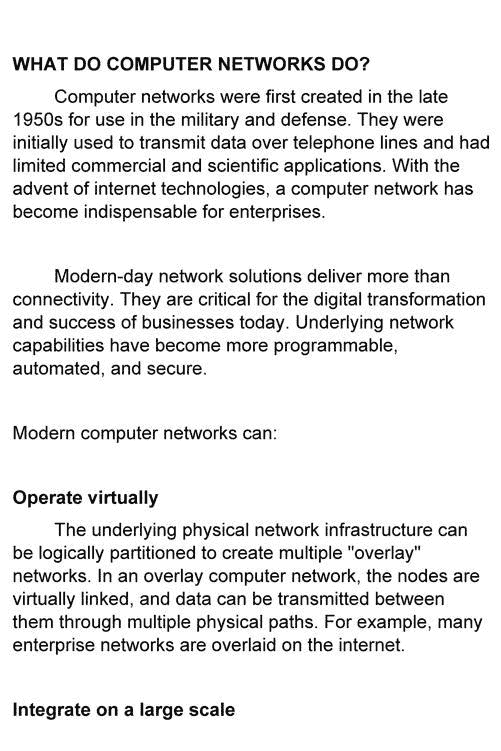 WHAT DO COMPUTER NETWORKS DO?
Computer networks were first created in the late
1950s for use in the military and defense. They were
initially used to transmit data over telephone lines and had
limited commercial and scientific applications. With the
advent of internet technologies, a computer network has
become indispensable for enterprises.
Modern-day network solutions deliver more than
connectivity. They are critical for the digital transformation
and success of businesses today. Underlying network
capabilities have become more programmable,
automated, and secure.
Modern computer networks can:
Operate virtually
The underlying physical network infrastructure can
be logically partitioned to create multiple "overlay"
networks. In an overlay computer network, the nodes are
virtually linked, and data can be transmitted between
them through multiple physical paths. For example, many
enterprise networks are overlaid on the internet.
Integrate on a large scale